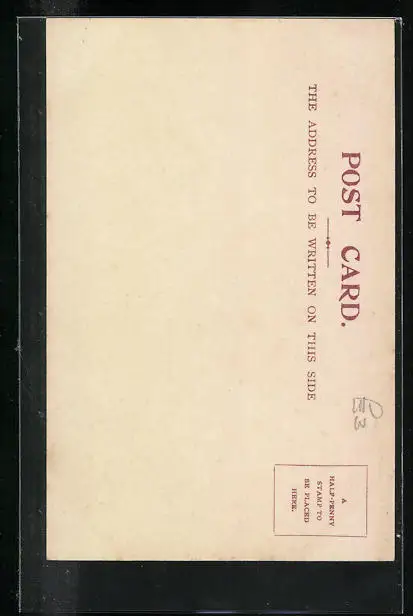 POST CARD.
THE ADDRESS TO BE WRITTEN ON THIS SIDE
A
HALF-PENNY
STAMP TO
BE PLACED
HERE.